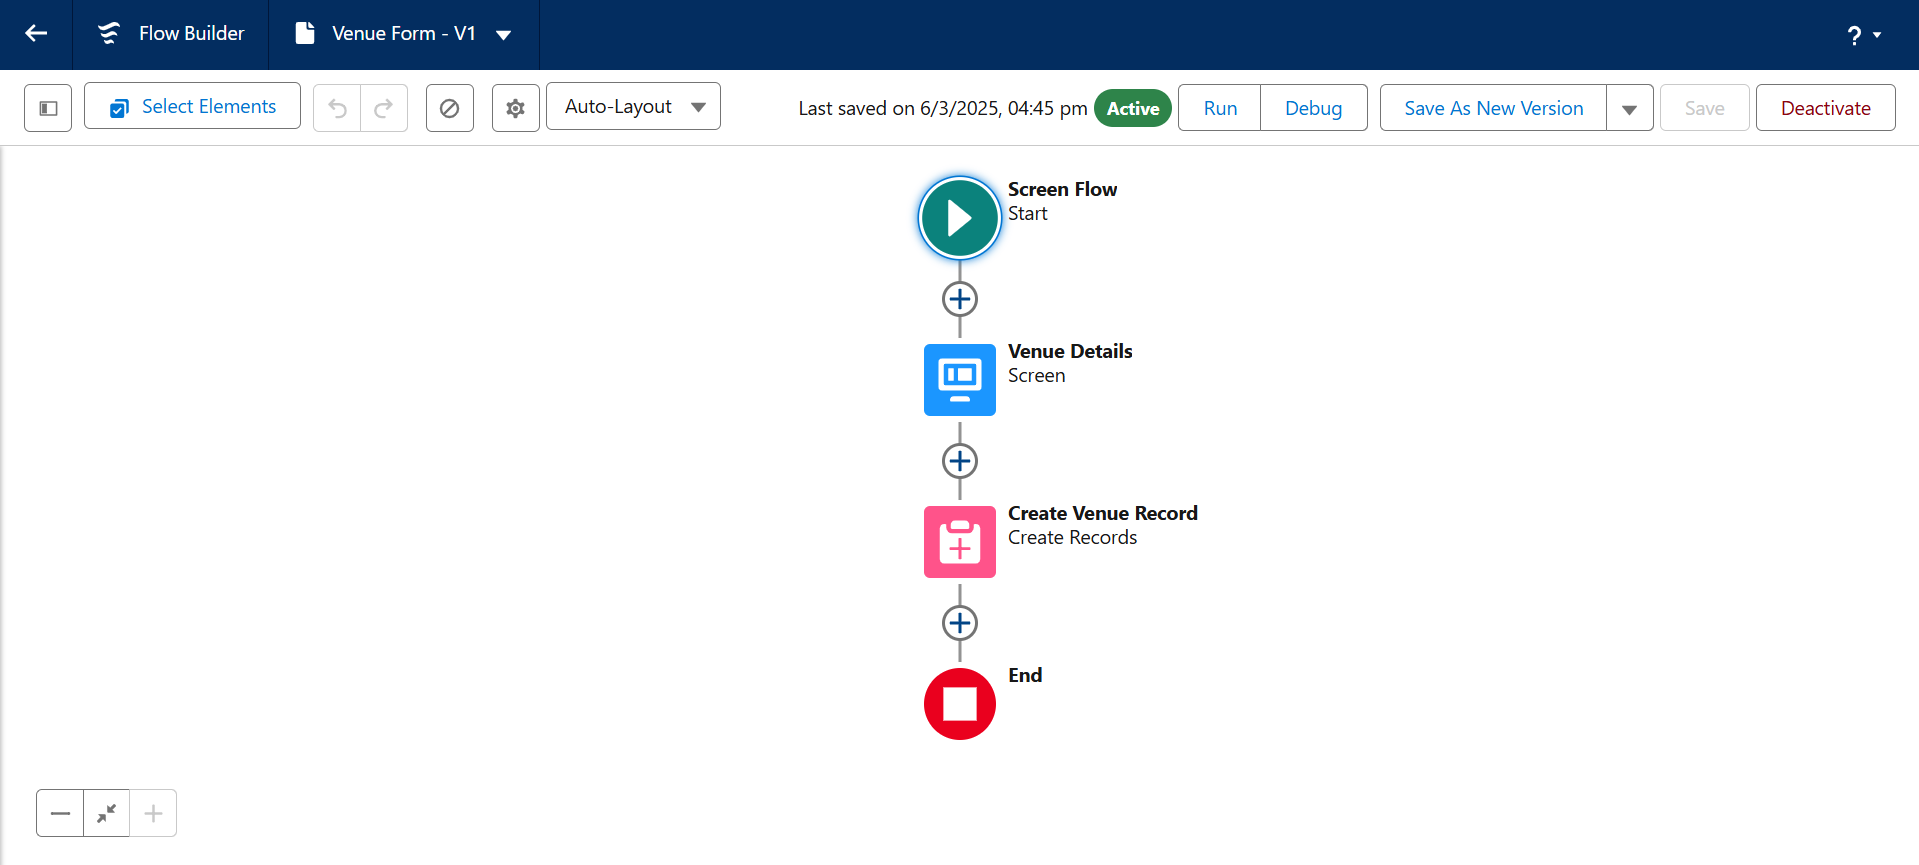 Flow Builder
Venue Form - V1
?
Select Elements
Auto-Layout
Last saved on 6/3/2025, 04:45 pm
Active
Run
Debug
Save As New Version
Save
Deactivate
Screen Flow
Start
Venue Details
Screen
Create Venue Record
Create Records
End